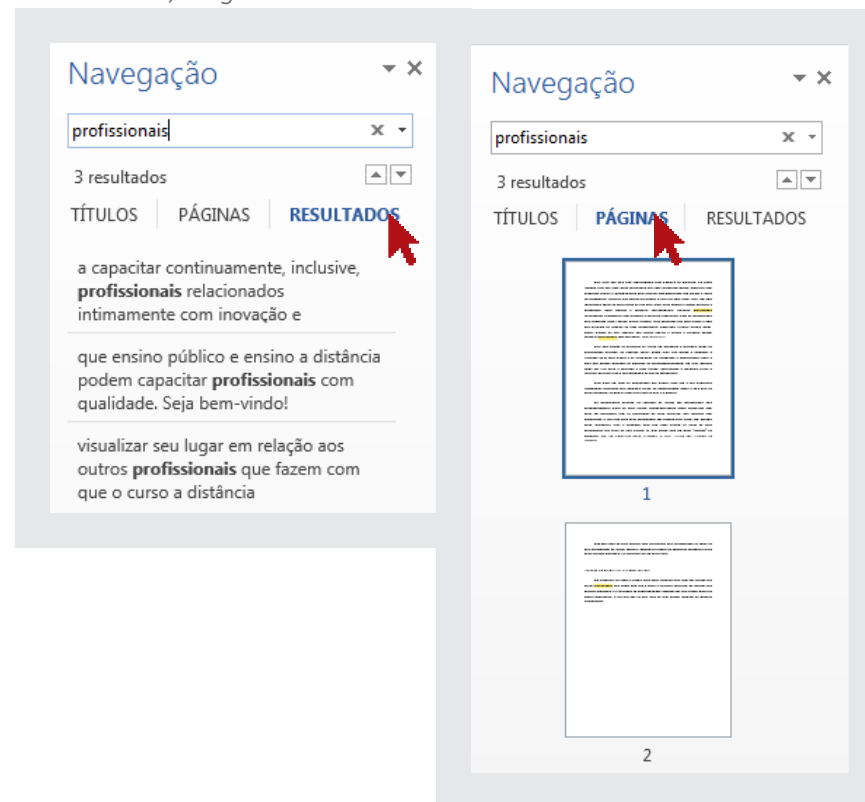 Navegação
profissionais
3 resultados
TÍTULOS PÁGINAS RESULTADOS
a capacitar continuamente, inclusive,
profissionais relacionados
intimamente com inovação e
que ensino público e ensino a distância
podem capacitar profissionais com
qualidade. Seja bem-vindo!
visualizar seu lugar em relação aos
outros profissionais que fazem com
que o curso a distância
Navegação
profissionais
3 resultados
TÍTULOS PÁGINAS RESULTADOS
1
2